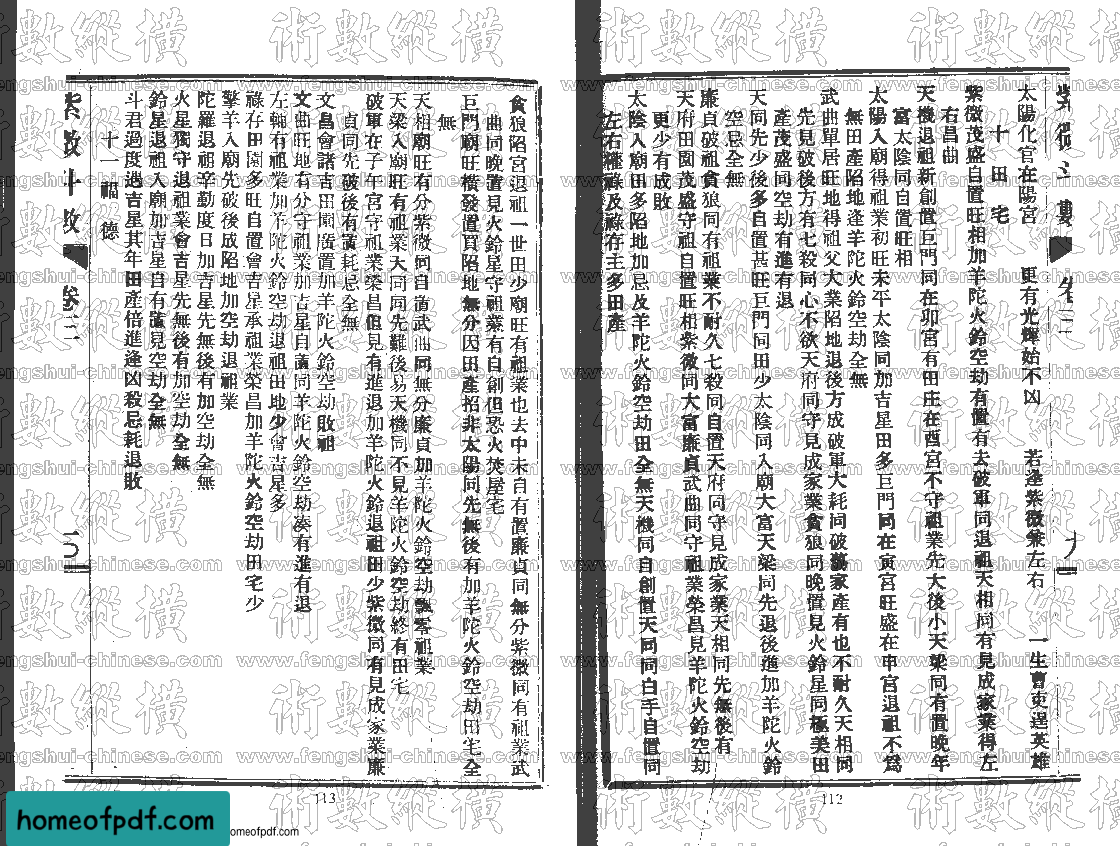 太陽化官在陽宮　更有光輝始不凶　若逢紫微兼左右　一生曹吏逞英雄
十 田 宅
紫微茂盛自置旺相加羊陀火鈴空劫有置有去破軍同退祖天相同有見成家業得左
右昌曲
天機退祖新創置巨門同在卯宮有田庄在酉宮不守祖業先大後小天梁同有置晚年
富太陰同自置旺相
太陽入廟得祖業初旺末平太陰同加吉星田多巨門同在寅宮旺盛在申宮退祖不為
無田產陷地逢羊陀火鈴空劫全無
武曲單居旺地得祖父大業陷地退後方成破軍大耗同破蕩家產有也不耐久天相同
先見破後方有七殺同心不欲天府同守見成家業貪狼同晚置見火鈴星同極美田
產茂盛同空劫有進有退
天同先少後多自置甚旺巨門同田少太陰同入廟大富天梁同先退後進加羊陀火鈴
空忌全無
廉貞破祖貪狼同有祖業不耐久七殺同自置天府同守見成家業天相同先無後有
天府田園茂盛守祖自置旺相紫微同大富廉貞武曲同守祖業榮昌見羊陀火鈴空劫
更少有成敗
太陰入廟田多陷地加忌及羊陀火鈴空劫田全無天機同自創置天同同白手自置同
左右權祿及祿存主多田產
112
貪狼陷宮退祖一世田少廟旺有祖業也去中末自有置廉貞同無分紫微同有祖業武
曲同晚置見火鈴星守祖業有自創但恐火焚屋宅
巨門廟旺橫發置買陷地無分因田產招非太陽同先無後有加羊陀火鈴空劫田宅全
無
天相廟旺有分紫微同自置武曲同無分廉貞加羊陀火鈴空劫飄零祖業
天梁入廟旺有祖業天同同先難後易天機同不見羊陀火鈴空劫終有田宅
破軍在子午宮守祖業榮昌但見有進退加羊陀火鈴退祖田少紫微同有見成家業廉
貞同先破後有置耗忌全無
文昌會諸吉田園廣置加羊陀火鈴空劫敗祖
文曲旺地有分守祖業加吉星自置同羊陀火鈴空劫湊有進有退
左輔有祖業加羊陀火鈴空劫退祖田地少會吉星多
祿存田園多旺自置會吉星承祖業榮昌加羊陀火鈴空劫田宅少
擎羊入廟先破後成陷地加空劫退祖業
陀羅退祖辛勤度日加吉星先無後有加空劫全無
火星獨守退祖業會吉星先無後有加空劫全無
鈴星退祖入廟加吉星自有置見空劫全無
斗君過度遇吉星其年田產倍進逢凶殺忌耗退敗
十一 福 德
卷三
113
術數縱橫
www.fengshui-chinese.com
homeofpdf.com
homeofpdf.com